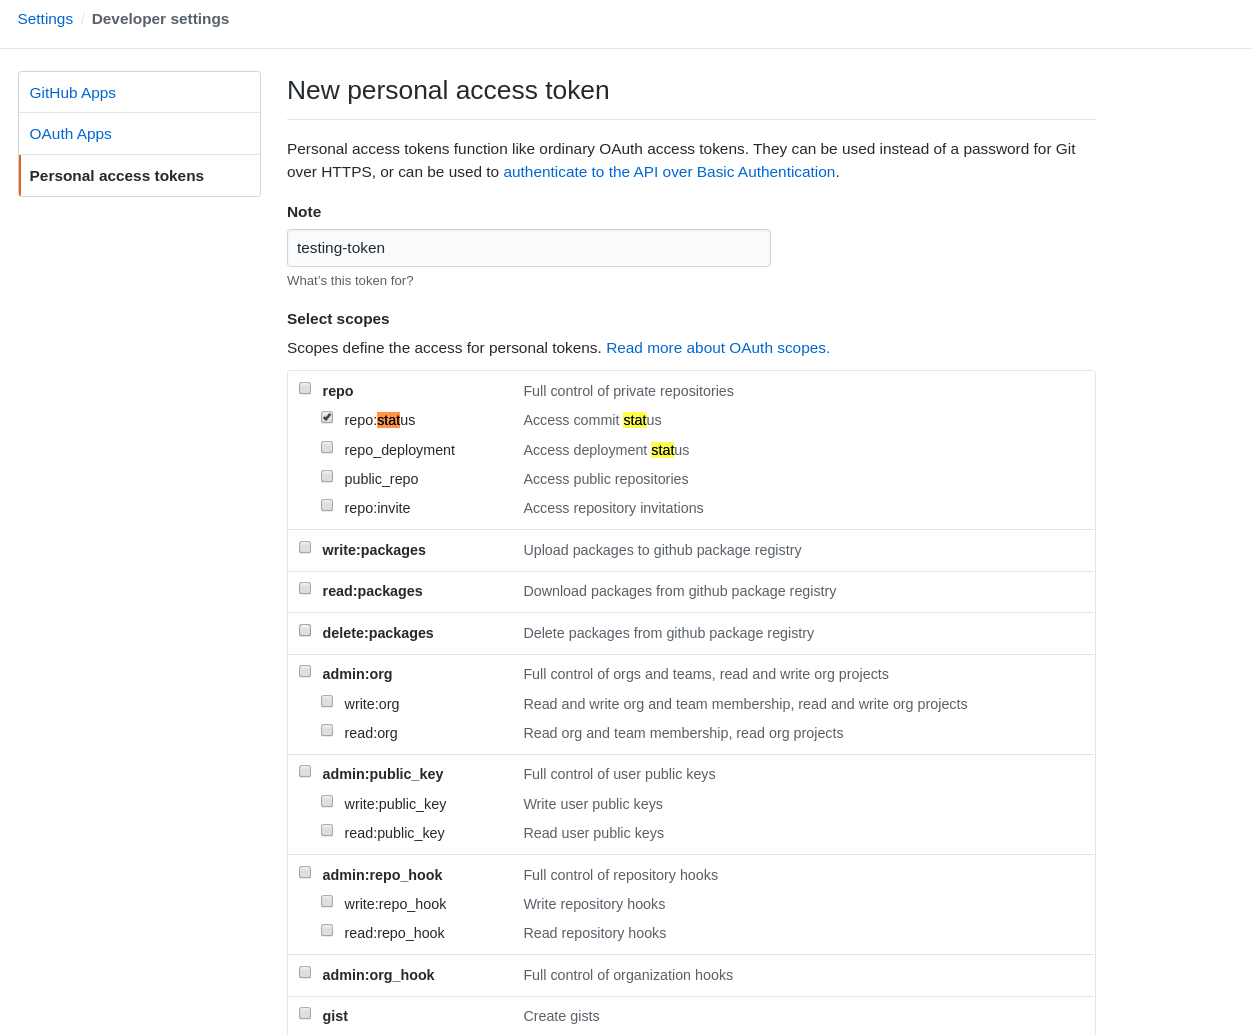 Settings / Developer settings
GitHub Apps
OAuth Apps
Personal access tokens
New personal access token
Personal access tokens function like ordinary OAuth access tokens. They can be used instead of a password for Git
over HTTPS, or can be used to authenticate to the API over Basic Authentication.
Note
testing-token
What's this token for?
Select scopes
Scopes define the access for personal tokens. Read more about OAuth scopes.
repo Full control of private repositories
repo:status Access commit status
repo_deployment Access deployment status
public_repo Access public repositories
repo:invite Access repository invitations
write:packages Upload packages to github package registry
read:packages Download packages from github package registry
delete:packages Delete packages from github package registry
admin:org Full control of orgs and teams, read and write org projects
write:org Read and write org and team membership, read and write org projects
read:org Read org and team membership, read org projects
admin:public_key Full control of user public keys
write:public_key Write user public keys
read:public_key Read user public keys
admin:repo_hook Full control of repository hooks
write:repo_hook Write repository hooks
read:repo_hook Read repository hooks
admin:org_hook Full control of organization hooks
gist Create gists